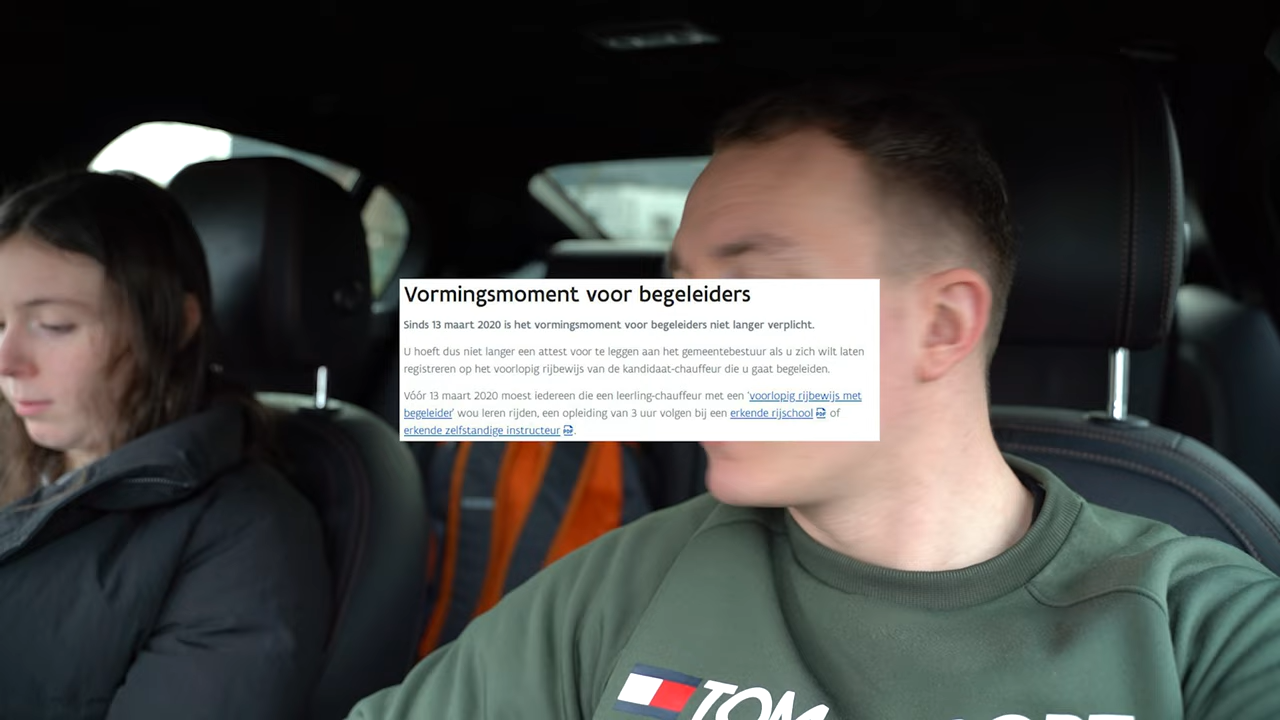 Vormingsmoment voor begeleiders
Sinds 13 maart 2020 is het vormingsmoment voor begeleiders niet langer verplicht.
U hoeft dus niet langer een attest voor te leggen aan het gemeentebestuur als u zich wilt laten
registreren op het voorlopig rijbewijs van de kandidaat-chauffeur die u gaat begeleiden.
Vóór 13 maart 2020 moest iedereen die een leerling-chauffeur met een 'voorlopig rijbewijs met
begeleider' wou leren rijden, een opleiding van 3 uur volgen bij een erkende rijschool PDF of
erkende zelfstandige instructeur PDF.
TOM